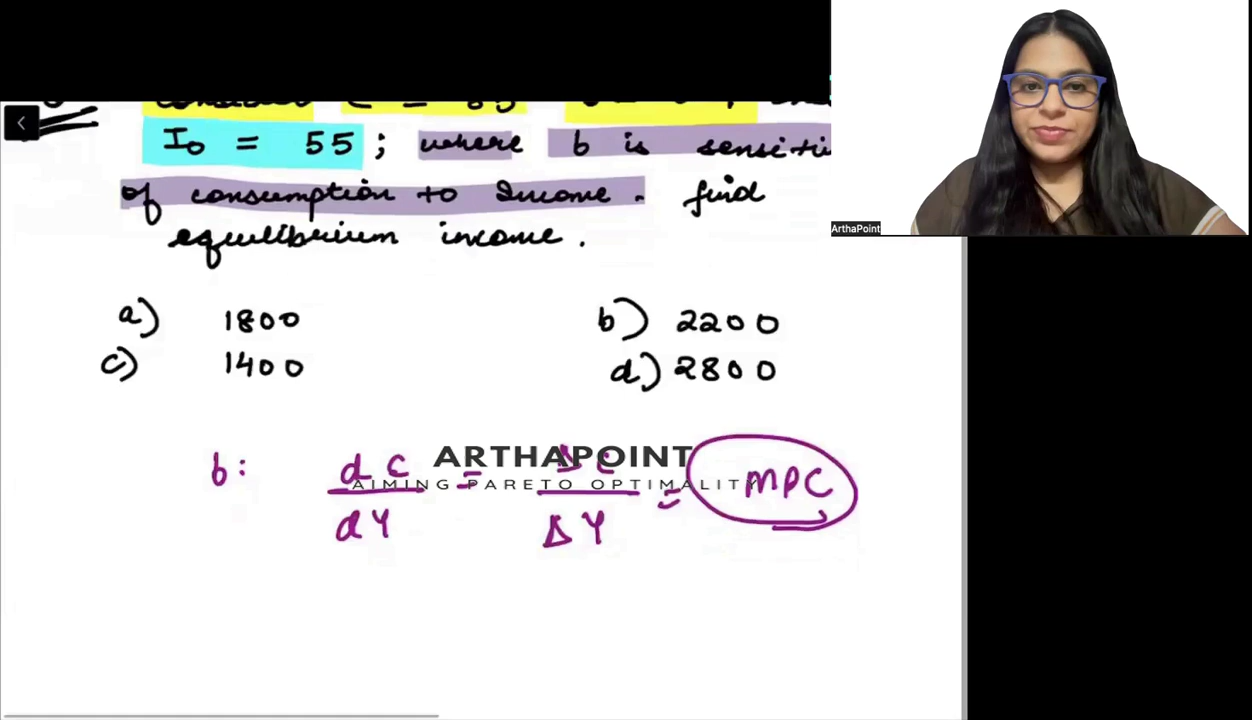 I₀ = 55 ; where b is
of consumption to Income. find
equilibrium income.
a) 1800
b) 2200
c) 1400
d) 2800
ARTHAPOINT
AIMING PARETO OPTIMALITY
b: dC/dY = ΔC/ΔY = MPC
ArthaPoint